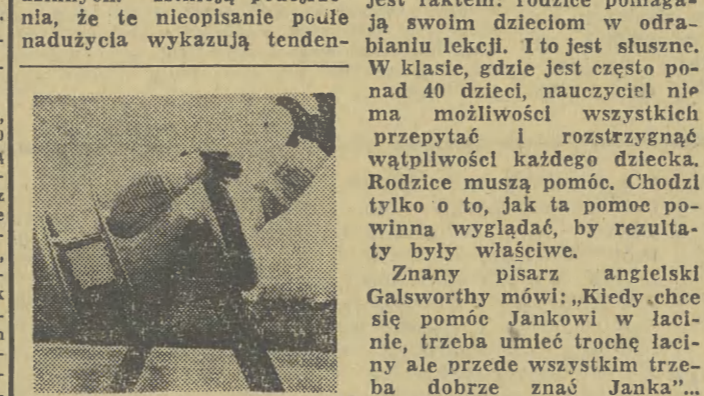 nia, że te nieopisanie podłe
nadużycia wykazują tenden-
jest faktem. Rodzice pomaga-
ją swoim dzieciom w odra-
bianiu lekcji. I to jest słuszne.
W klasie, gdzie jest często po-
nad 40 dzieci, nauczyciel nie
ma możliwości wszystkich
przepytać i rozstrzygnąć
wątpliwości każdego dziecka.
Rodzice muszą pomóc. Chodzi
tylko o to, jak ta pomoc po-
winna wyglądać, by rezulta-
ty były właściwe.
Znany pisarz angielski
Galsworthy mówi: „Kiedy chce
się pomóc Jankowi w łaci-
nie, trzeba umieć trochę łaci-
ny ale przede wszystkim trze-
ba dobrze znać Janka"...